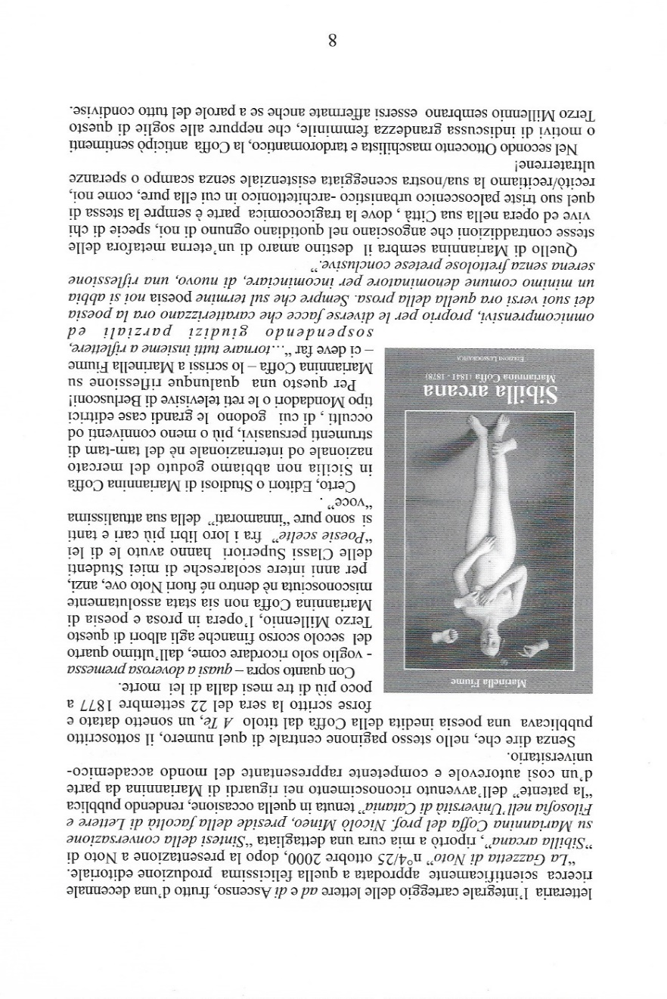 letteraria l'integrale carteggio delle lettere ad e di Ascenso, frutto d'una decennale
ricerca scientificamente approdata a quella felicissima produzione editoriale.
“La Gazzetta di Noto” n°4/25 ottobre 2000, dopo la presentazione a Noto di
”Sibilla arcana”, riportò a mia cura una dettagliata “Sintesi della conversazione
su Mariannina Coffa del prof. Nicolò Mineo, preside della facoltà di Lettere e
Filosofia nell'Università di Catania” tenuta in quella occasione, rendendo pubblica
“la patente” dell'avvenuto riconoscimento nei riguardi di Mariannina da parte
d'un così autorevole e competente rappresentante del mondo accademico-
universitario.
Senza dire che, nello stesso paginone centrale di quel numero, il sottoscritto
pubblicava una poesia inedita della Coffa dal titolo A Te, un sonetto datato e
forse scritto la sera del 22 settembre 1877 a
poco più di tre mesi dalla di lei morte.
Con quanto sopra – quasi a doverosa premessa
- voglio solo ricordare come, dall'ultimo quarto
del secolo scorso finanche agli albori di questo
Terzo Millennio, l'opera in prosa e poesia di
Mariannina Coffa non sia stata assolutamente
misconosciuta nè dentro né fuori Noto ove, anzi,
per anni intere scolaresche di miei Studenti
delle Classi Superiori hanno avuto le di lei
“Poesie scelte” fra i loro libri più cari e tanti
si sono pure “innamorati” della sua attualissima
“voce” .
Certo, Editori o Studiosi di Mariannina Coffa
in Sicilia non abbiamo goduto del mercato
nazionale od internazionale nè del tam-tam di
strumenti persuasivi, più o meno conniventi od
occulti , di cui godono le grandi case editrici
tipo Mondadori o le reti televisive di Berlusconi!
Per questo una qualunque riflessione su
Mariannina Coffa – lo scrissi a Marinella Fiume
– ci deve far “…tornare tutti insieme a riflettere,
sospendendo giudizi parziali ed
omnicomprensivi, proprio per le diverse facce che caratterizzano ora la poesia
dei suoi versi ora quella della prosa. Sempre che sul termine poesia noi si abbia
un minimo comune denominatore per incominciare, di nuovo, una riflessione
serena senza frettolose pretese conclusive.”
Quello di Mariannina sembra il destino amaro di un'eterna metafora delle
stesse contraddizioni che angosciano nel quotidiano ognuno di noi, specie di chi
vive ed opera nella sua Città , dove la tragicocomica parte è sempre la stessa di
quel suo triste palcoscenico urbanistico -architettonico in cui ella pure, come noi,
recitò/recitiamo la sua/nostra sceneggiata esistenziale senza scampo o speranze
ultraterrene!
Nel secondo Ottocento maschilista e tardoromantico, la Coffa anticipò sentimenti
o motivi di indiscussa grandezza femminile, che neppure alle soglie di questo
Terzo Millennio sembrano essersi affermate anche se a parole del tutto condivise.
Marinella Fiume
Sibilla arcana
Mariannina Coffa (1841 - 1878)
Edizioni Lussografica
8